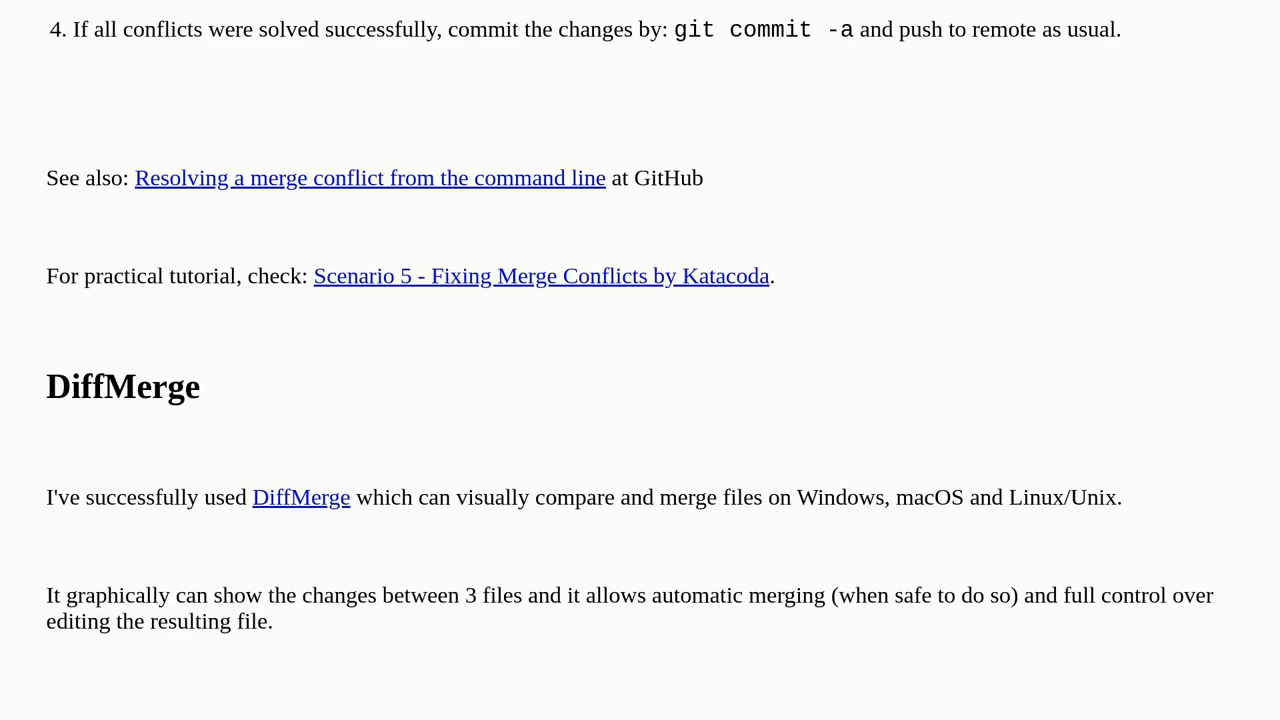 4. If all conflicts were solved successfully, commit the changes by: git commit -a and push to remote as usual.
See also: Resolving a merge conflict from the command line at GitHub
For practical tutorial, check: Scenario 5 - Fixing Merge Conflicts by Katacoda.
DiffMerge
I've successfully used DiffMerge which can visually compare and merge files on Windows, macOS and Linux/Unix.
It graphically can show the changes between 3 files and it allows automatic merging (when safe to do so) and full control over
editing the resulting file.